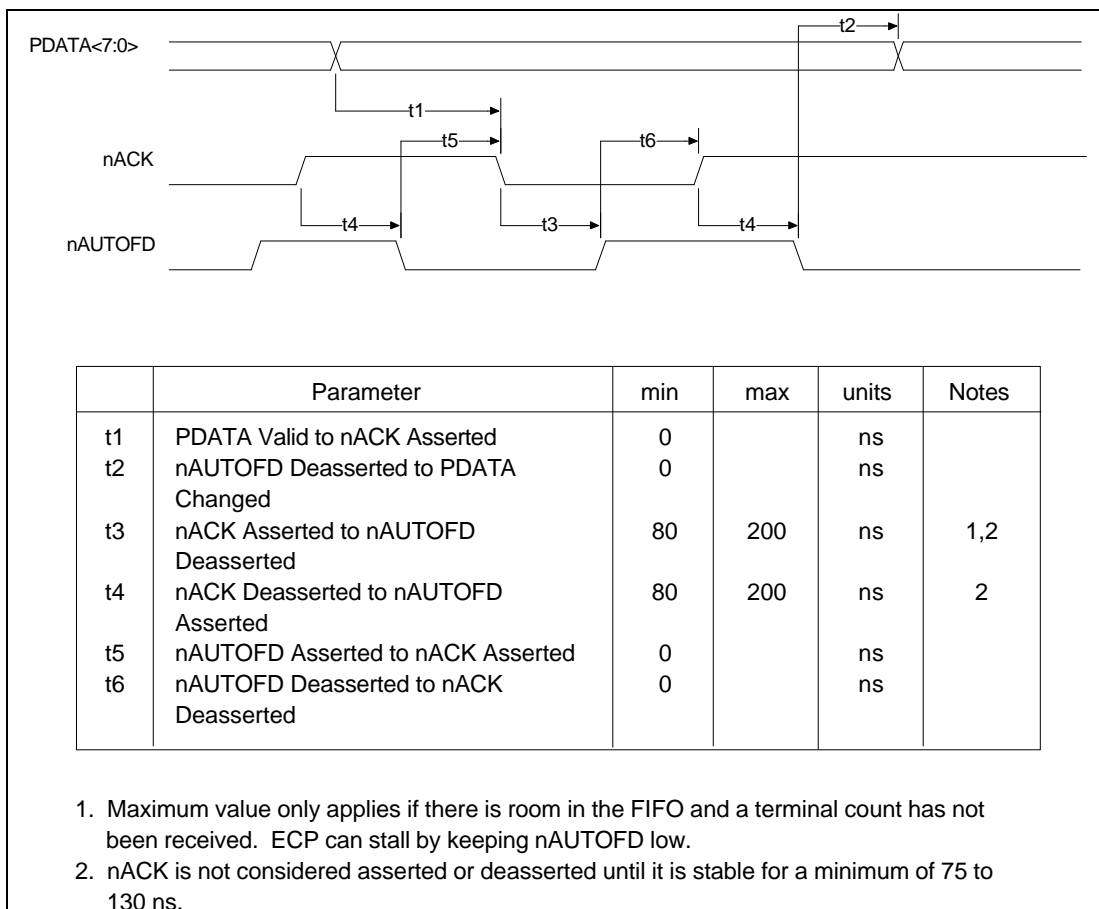 t2
PDATA<7:0>
t1
t5
t6
nACK
t4
t3
t4
nAUTOFD
Parameter min max units Notes
t1 PDATA Valid to nACK Asserted 0 ns
t2 nAUTOFD Deasserted to PDATA 0 ns
Changed
t3 nACK Asserted to nAUTOFD 80 200 ns 1,2
Deasserted
t4 nACK Deasserted to nAUTOFD 80 200 ns 2
Asserted
t5 nAUTOFD Asserted to nACK Asserted 0 ns
t6 nAUTOFD Deasserted to nACK 0 ns
Deasserted
1. Maximum value only applies if there is room in the FIFO and a terminal count has not
been received. ECP can stall by keeping nAUTOFD low.
2. nACK is not considered asserted or deasserted until it is stable for a minimum of 75 to
130 ns.